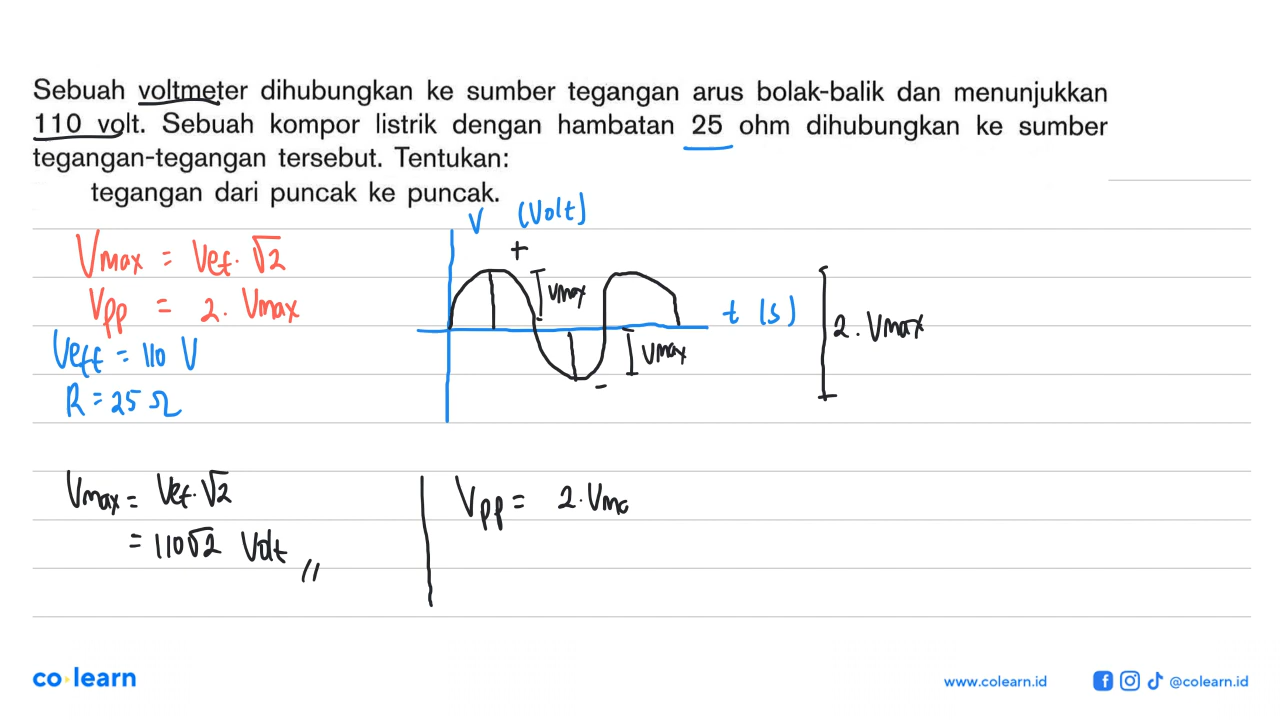 Sebuah voltmeter dihubungkan ke sumber tegangan arus bolak-balik dan menunjukkan
110 volt. Sebuah kompor listrik dengan hambatan 25 ohm dihubungkan ke sumber
tegangan-tegangan tersebut. Tentukan:
tegangan dari puncak ke puncak.
V (Volt)
+
Vmax = Vef. √2
Vpp = 2. Vmax
Veff = 110 V
R = 25 Ω
Vmax
t (s)
Vmax
-
2. Vmax
Vmax = Vef. √2
= 110√2 Volt //
Vpp = 2. Vma
co learn
www.colearn.id
@colearn.id